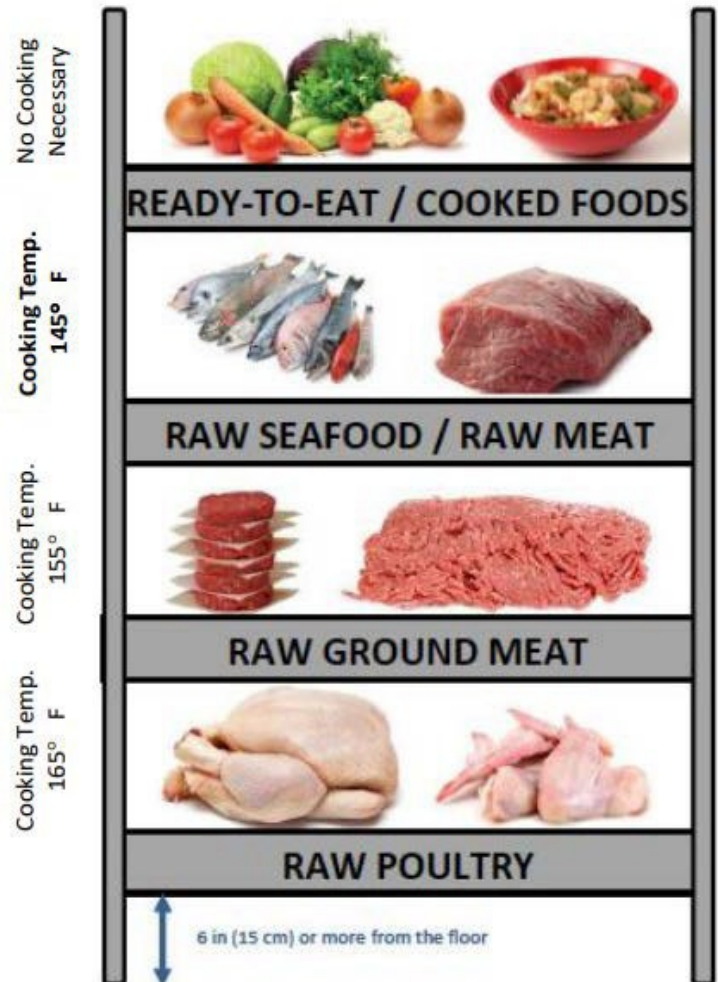 No Cooking
Necessary
READY-TO-EAT / COOKED FOODS
Cooking Temp.
145° F
RAW SEAFOOD / RAW MEAT
Cooking Temp.
155° F
RAW GROUND MEAT
Cooking Temp.
165° F
RAW POULTRY
6 in (15 cm) or more from the floor